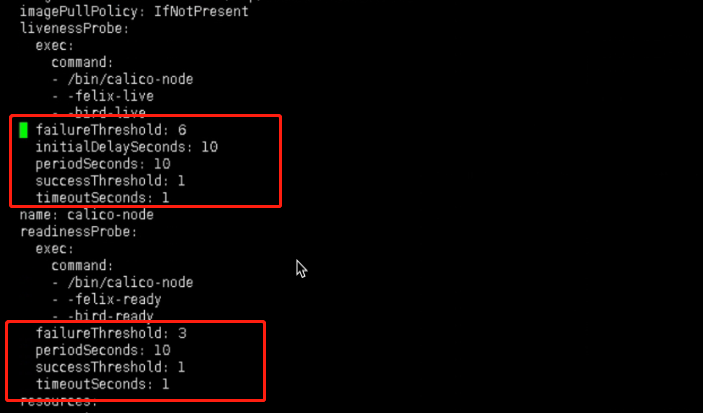 imagePullPolicy: IfNotPresent
livenessProbe:
exec:
command:
- /bin/calico-node
- -felix-live
- -bird-live
failureThreshold: 6
initialDelaySeconds: 10
periodSeconds: 10
successThreshold: 1
timeoutSeconds: 1
name: calico-node
readinessProbe:
exec:
command:
- /bin/calico-node
- -felix-ready
- -bird-ready
failureThreshold: 3
periodSeconds: 10
successThreshold: 1
timeoutSeconds: 1
resources: